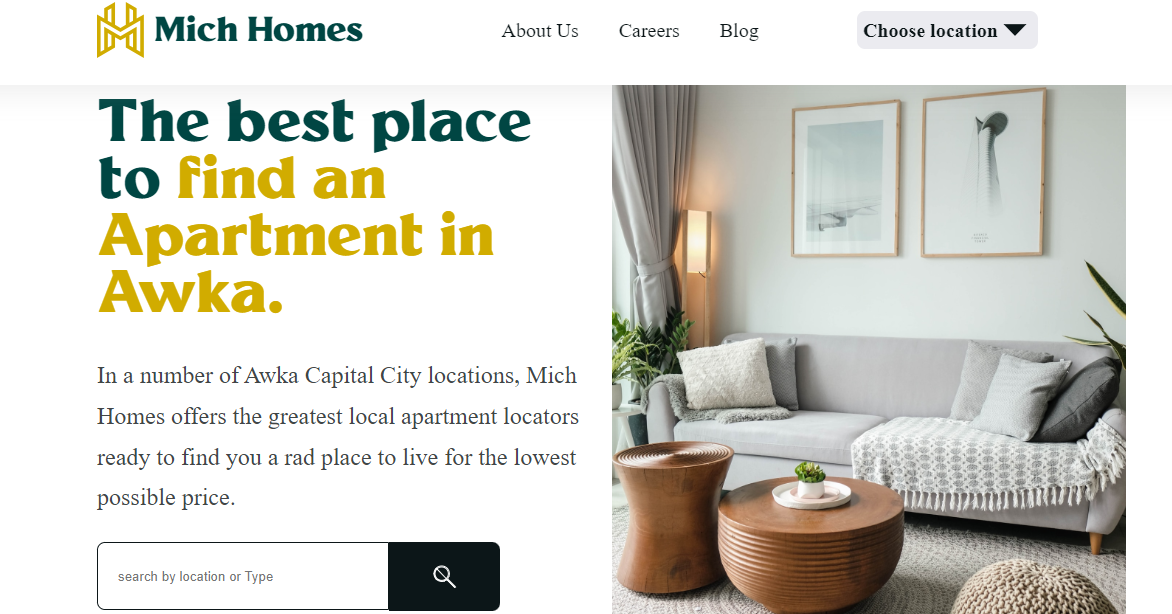 Mich Homes
About Us
Careers
Blog
Choose location
The best place
to find an
Apartment in
Awka.
In a number of Awka Capital City locations, Mich
Homes offers the greatest local apartment locators
ready to find you a rad place to live for the lowest
possible price.
search by location or Type